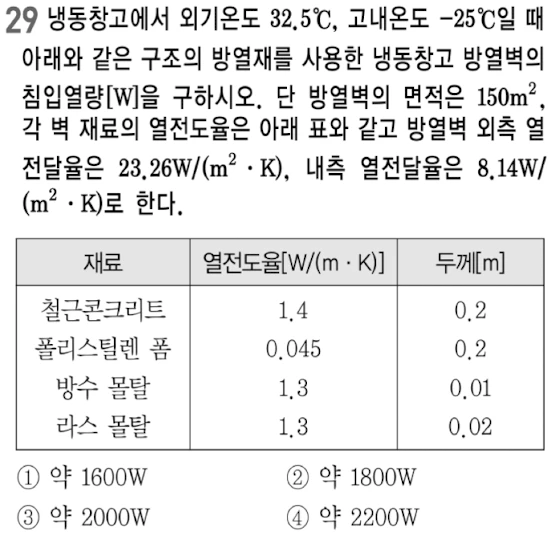 29 냉동창고에서 외기온도 32.5℃, 고내온도 -25℃일 때
아래와 같은 구조의 방열재를 사용한 냉동창고 방열벽의
침입열량[W]을 구하시오. 단 방열벽의 면적은 150m²,
각 벽 재료의 열전도율은 아래 표와 같고 방열벽 외측 열
전달율은 23.26W/(m²·K), 내측 열전달율은 8.14W/
(m²·K)로 한다.
재료 열전도율[W/(m·K)] 두께[m]
철근콘크리트 1.4 0.2
폴리스틸렌 폼 0.045 0.2
방수 몰탈 1.3 0.01
라스 몰탈 1.3 0.02
① 약 1600W ② 약 1800W
③ 약 2000W ④ 약 2200W